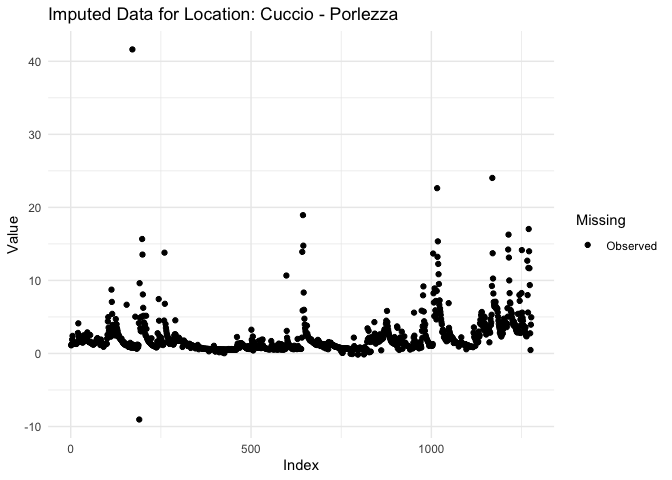 Imputed Data for Location: Cuccio - Porlezza
40
30
20
10
0
-10
Value
0
500
1000
Index
Missing
Observed